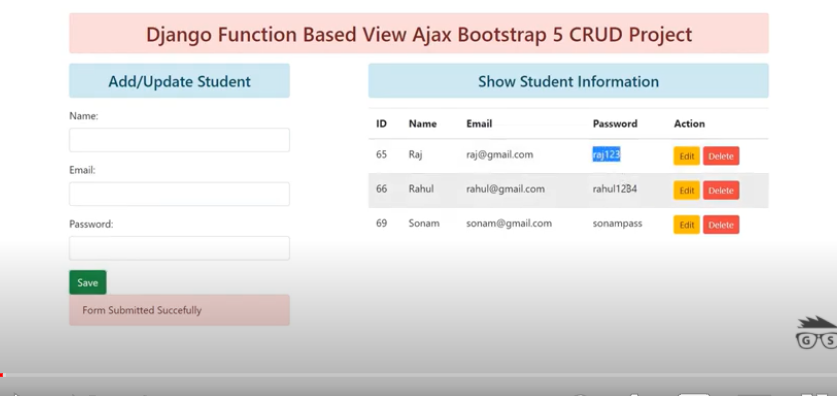 Django Function Based View Ajax Bootstrap 5 CRUD Project
Add/Update Student
Name:
Email:
Password:
Save
Form Submitted Succefully
Show Student Information
ID Name Email Password Action
65 Raj raj@gmail.com raj123 Edit Delete
66 Rahul rahul@gmail.com rahul1284 Edit Delete
69 Sonam sonam@gmail.com sonampass Edit Delete
G S